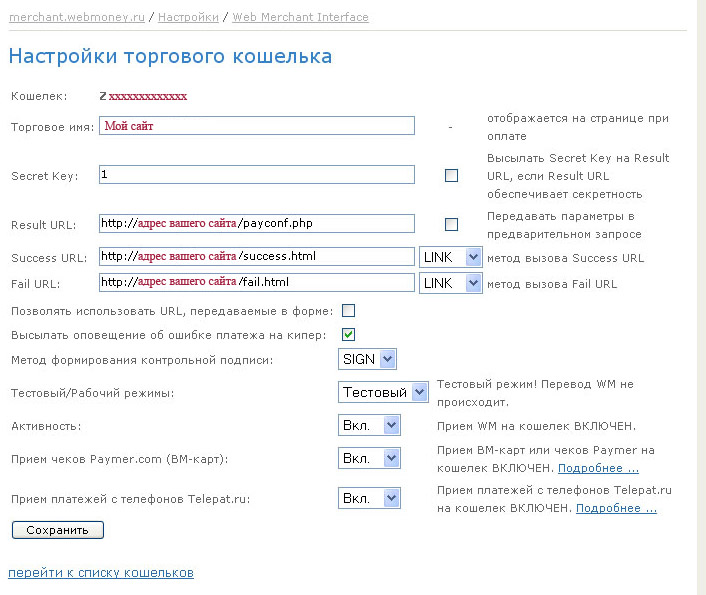 merchant.webmoney.ru / Настройки / Web Merchant Interface
Настройки торгового кошелька
Кошелек: Z xxxxxxxxxxxxx
Торговое имя: Мой сайт - отображается на странице при
оплате
Secret Key: 1 Высылать Secret Key на Result
URL, если Result URL
обеспечивает секретность
Result URL: http://адрес вашего сайта/payconf.php Передавать параметры в
предварительном запросе
Success URL: http://адрес вашего сайта/success.html LINK метод вызова Success URL
Fail URL: http://адрес вашего сайта/fail.html LINK метод вызова Fail URL
Позволять использовать URL, передаваемые в форме:
Высылать оповещение об ошибке платежа на кипер:
Метод формирования контрольной подписи: SIGN
Тестовый/Рабочий режимы: Тестовый Тестовый режим! Перевод WM не
происходит.
Активность: Вкл. Прием WM на кошелек ВКЛЮЧЕН.
Прием чеков Paymer.com (ВМ-карт): Вкл. Прием ВМ-карт или чеков Paymer на
кошелек ВКЛЮЧЕН. Подробнее ...
Прием платежей с телефонов Telepat.ru: Вкл. Прием платежей с телефонов Telepat.ru
на кошелек ВКЛЮЧЕН. Подробнее ...
Сохранить
перейти к списку кошельков